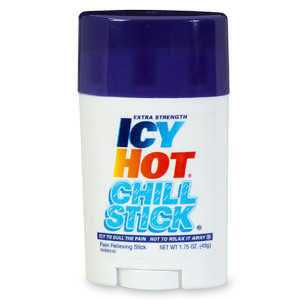 EXTRA STRENGTH
ICY
HOT®
CHILL
STICK®
ICY TO DULL THE PAIN HOT TO RELAX IT AWAY
Pain Relieving Stick NET WT 1.75 OZ. (49g)